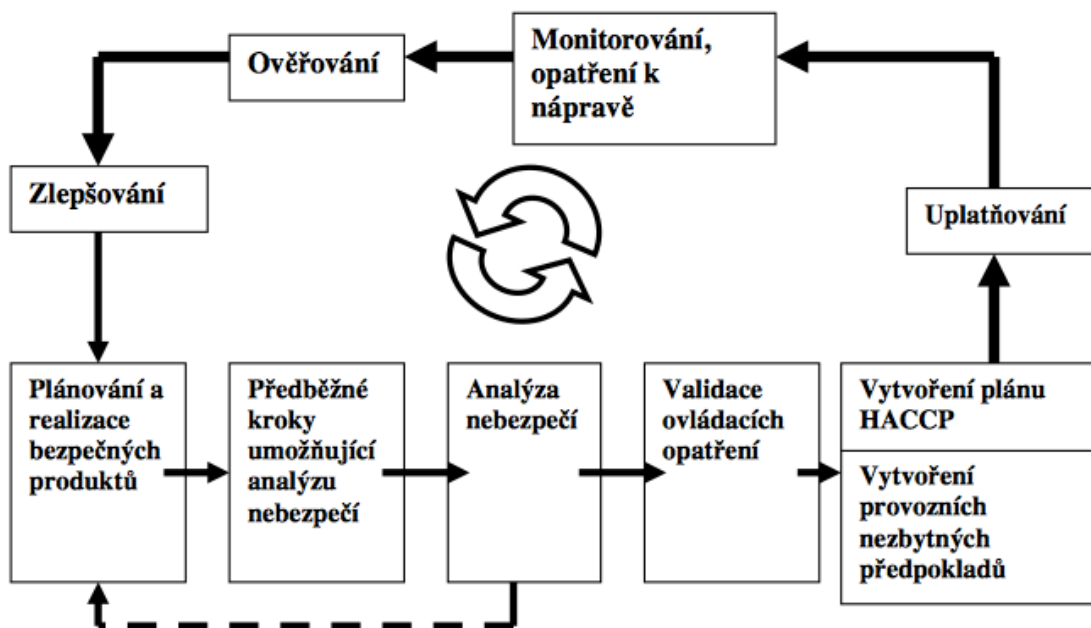 Ověřování
Monitorování,
opatření k
nápravě
Zlepšování
Uplatňování
Plánování a
realizace
bezpečných
produktů
Předběžné
kroky
umožňující
analýzu
nebezpečí
Analýza
nebezpečí
Validace
ovládacích
opatření
Vytvoření plánu
HACCP
Vytvoření
provozních
nezbytných
předpokladů